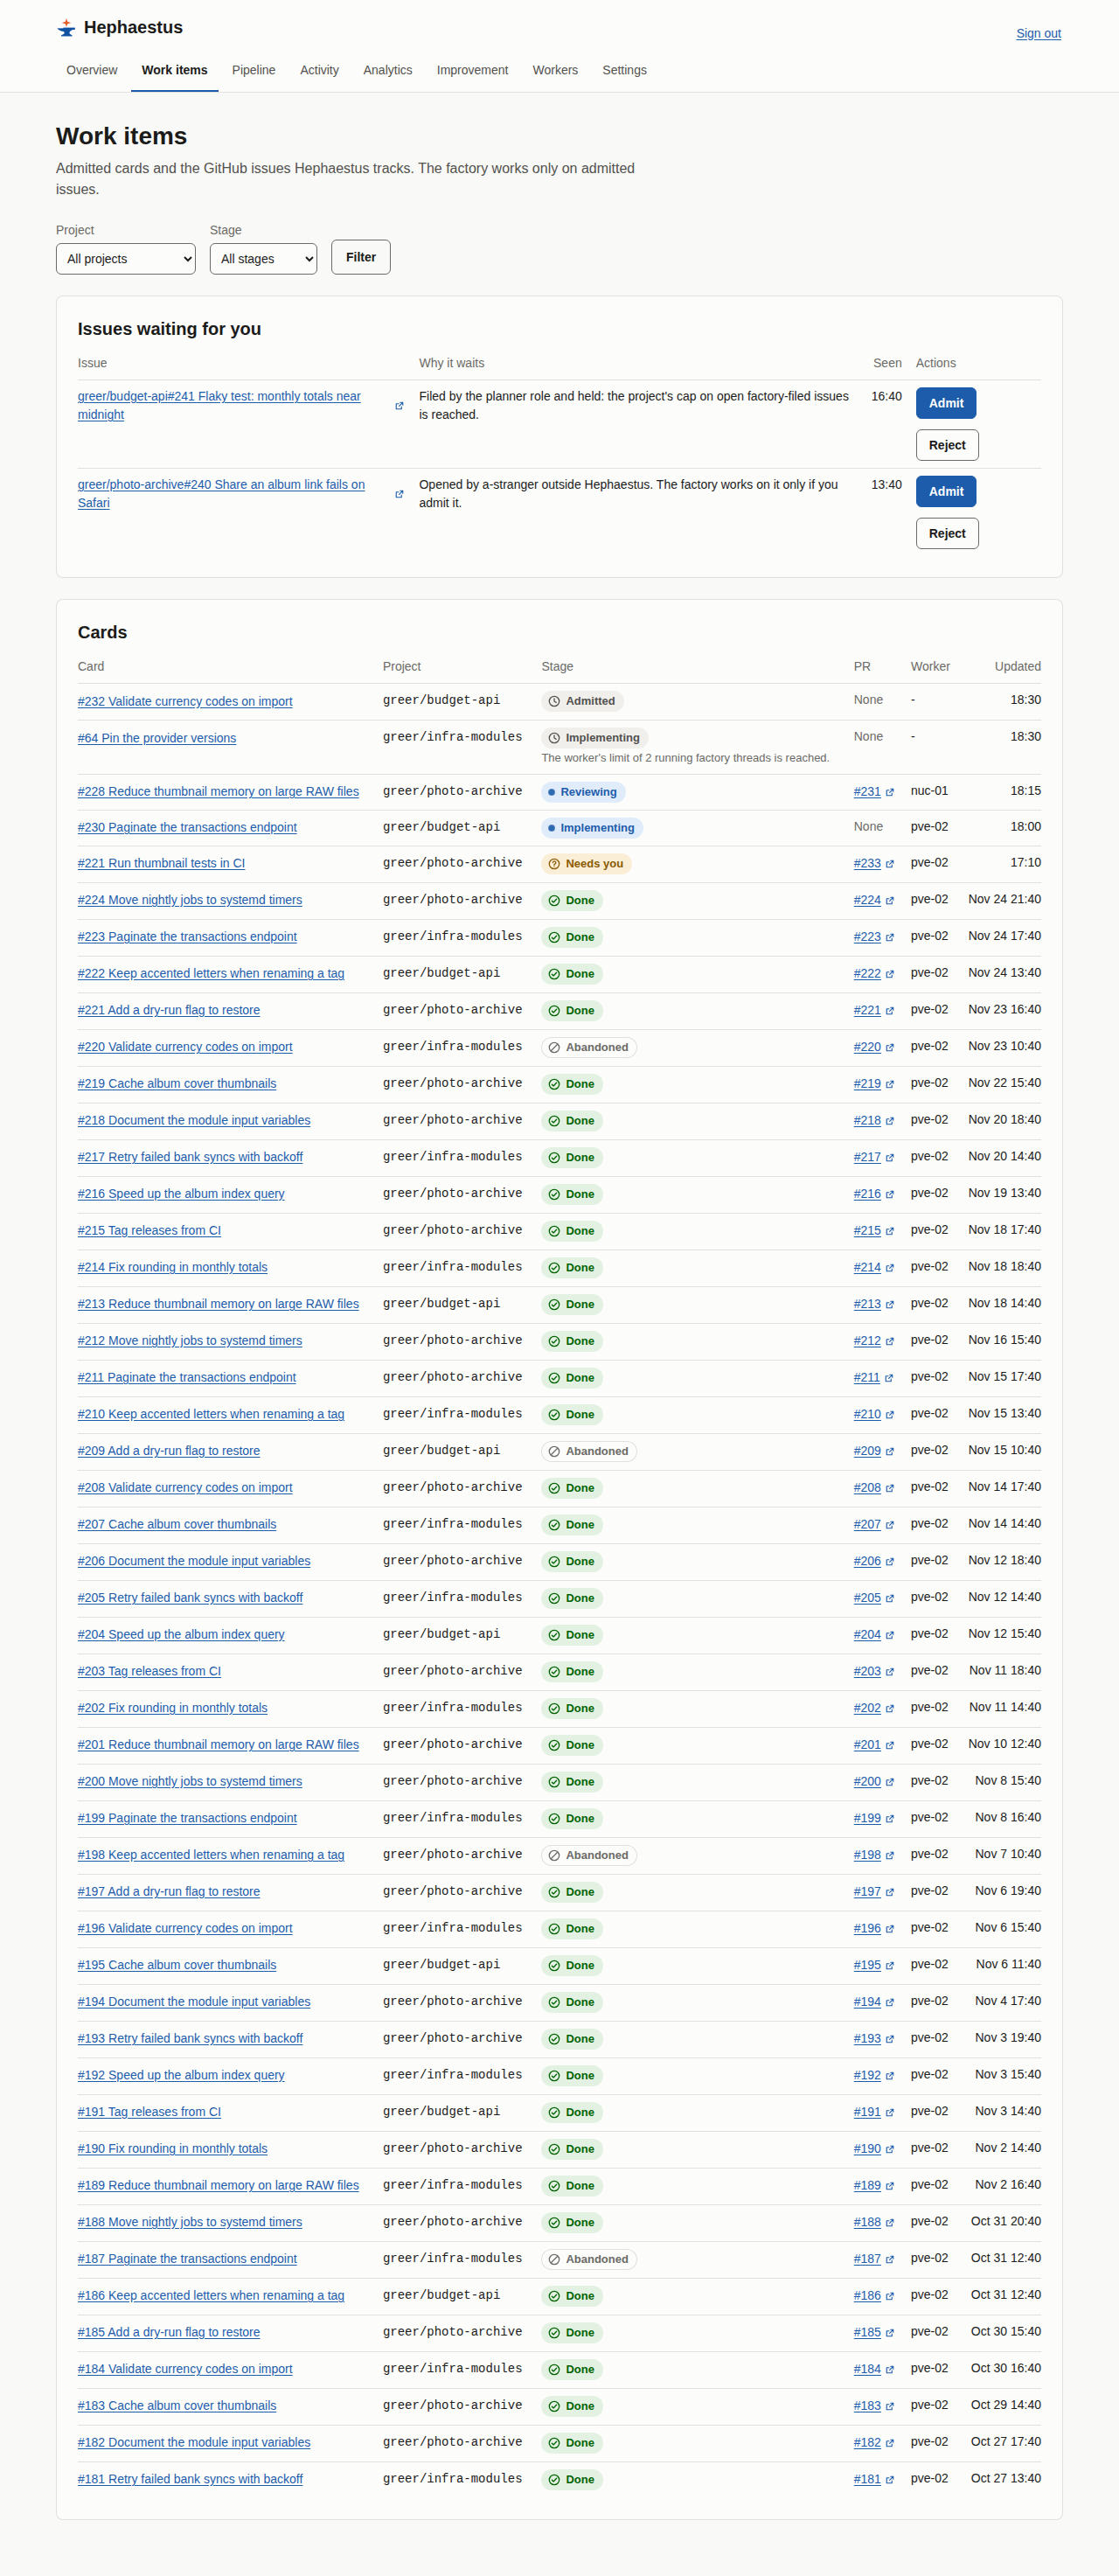 Hephaestus
Sign out
Overview Work items Pipeline Activity Analytics Improvement Workers Settings
Work items
Admitted cards and the GitHub issues Hephaestus tracks. The factory works only on admitted
issues.
Project Stage
All projects All stages Filter
Issues waiting for you
Issue Why it waits Seen Actions
greer/budget-api#241 Flaky test: monthly totals near
midnight
Filed by the planner role and held: the project's cap on open factory-filed issues
is reached.
16:40
Admit
Reject
greer/photo-archive#240 Share an album link fails on
Safari
Opened by a-stranger outside Hephaestus. The factory works on it only if you
admit it.
13:40
Admit
Reject
Cards
Card Project Stage PR Worker Updated
#232 Validate currency codes on import greer/budget-api Admitted None - 18:30
#64 Pin the provider versions greer/infra-modules Implementing None - 18:30
The worker's limit of 2 running factory threads is reached.
#228 Reduce thumbnail memory on large RAW files greer/photo-archive Reviewing #231 nuc-01 18:15
#230 Paginate the transactions endpoint greer/budget-api Implementing None pve-02 18:00
#221 Run thumbnail tests in CI greer/photo-archive Needs you #233 pve-02 17:10
#224 Move nightly jobs to systemd timers greer/photo-archive Done #224 pve-02 Nov 24 21:40
#223 Paginate the transactions endpoint greer/infra-modules Done #223 pve-02 Nov 24 17:40
#222 Keep accented letters when renaming a tag greer/budget-api Done #222 pve-02 Nov 24 13:40
#221 Add a dry-run flag to restore greer/photo-archive Done #221 pve-02 Nov 23 16:40
#220 Validate currency codes on import greer/infra-modules Abandoned #220 pve-02 Nov 23 10:40
#219 Cache album cover thumbnails greer/photo-archive Done #219 pve-02 Nov 22 15:40
#218 Document the module input variables greer/photo-archive Done #218 pve-02 Nov 20 18:40
#217 Retry failed bank syncs with backoff greer/infra-modules Done #217 pve-02 Nov 20 14:40
#216 Speed up the album index query greer/photo-archive Done #216 pve-02 Nov 19 13:40
#215 Tag releases from CI greer/photo-archive Done #215 pve-02 Nov 18 17:40
#214 Fix rounding in monthly totals greer/infra-modules Done #214 pve-02 Nov 18 18:40
#213 Reduce thumbnail memory on large RAW files greer/budget-api Done #213 pve-02 Nov 18 14:40
#212 Move nightly jobs to systemd timers greer/photo-archive Done #212 pve-02 Nov 16 15:40
#211 Paginate the transactions endpoint greer/photo-archive Done #211 pve-02 Nov 15 17:40
#210 Keep accented letters when renaming a tag greer/infra-modules Done #210 pve-02 Nov 15 13:40
#209 Add a dry-run flag to restore greer/budget-api Abandoned #209 pve-02 Nov 15 10:40
#208 Validate currency codes on import greer/photo-archive Done #208 pve-02 Nov 14 17:40
#207 Cache album cover thumbnails greer/infra-modules Done #207 pve-02 Nov 14 14:40
#206 Document the module input variables greer/photo-archive Done #206 pve-02 Nov 12 18:40
#205 Retry failed bank syncs with backoff greer/infra-modules Done #205 pve-02 Nov 12 14:40
#204 Speed up the album index query greer/budget-api Done #204 pve-02 Nov 12 15:40
#203 Tag releases from CI greer/photo-archive Done #203 pve-02 Nov 11 18:40
#202 Fix rounding in monthly totals greer/infra-modules Done #202 pve-02 Nov 11 14:40
#201 Reduce thumbnail memory on large RAW files greer/photo-archive Done #201 pve-02 Nov 10 12:40
#200 Move nightly jobs to systemd timers greer/photo-archive Done #200 pve-02 Nov 8 15:40
#199 Paginate the transactions endpoint greer/infra-modules Done #199 pve-02 Nov 8 16:40
#198 Keep accented letters when renaming a tag greer/photo-archive Abandoned #198 pve-02 Nov 7 10:40
#197 Add a dry-run flag to restore greer/photo-archive Done #197 pve-02 Nov 6 19:40
#196 Validate currency codes on import greer/infra-modules Done #196 pve-02 Nov 6 15:40
#195 Cache album cover thumbnails greer/budget-api Done #195 pve-02 Nov 6 11:40
#194 Document the module input variables greer/photo-archive Done #194 pve-02 Nov 4 17:40
#193 Retry failed bank syncs with backoff greer/photo-archive Done #193 pve-02 Nov 3 19:40
#192 Speed up the album index query greer/infra-modules Done #192 pve-02 Nov 3 15:40
#191 Tag releases from CI greer/budget-api Done #191 pve-02 Nov 3 14:40
#190 Fix rounding in monthly totals greer/photo-archive Done #190 pve-02 Nov 2 14:40
#189 Reduce thumbnail memory on large RAW files greer/infra-modules Done #189 pve-02 Nov 2 16:40
#188 Move nightly jobs to systemd timers greer/photo-archive Done #188 pve-02 Oct 31 20:40
#187 Paginate the transactions endpoint greer/infra-modules Abandoned #187 pve-02 Oct 31 12:40
#186 Keep accented letters when renaming a tag greer/budget-api Done #186 pve-02 Oct 31 12:40
#185 Add a dry-run flag to restore greer/photo-archive Done #185 pve-02 Oct 30 15:40
#184 Validate currency codes on import greer/infra-modules Done #184 pve-02 Oct 30 16:40
#183 Cache album cover thumbnails greer/photo-archive Done #183 pve-02 Oct 29 14:40
#182 Document the module input variables greer/photo-archive Done #182 pve-02 Oct 27 17:40
#181 Retry failed bank syncs with backoff greer/infra-modules Done #181 pve-02 Oct 27 13:40